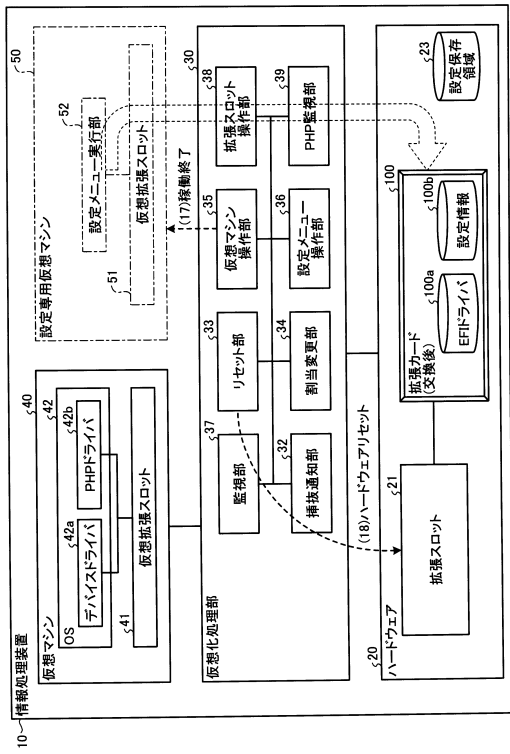 10
情報処理装置
40
仮想マシン
42
OS
42a
デバイスドライバ
42b
PHPドライバ
41
仮想拡張スロット
50
設定専用仮想マシン
52
設定メニュー実行部
51
仮想拡張スロット
(17)稼働終了
30
仮想化処理部
37
監視部
33
リセット部
35
仮想マシン
操作部
38
拡張スロット
操作部
32
挿抜通知部
34
割当変更部
36
設定メニュー
操作部
39
PHP監視部
(18)ハードウェアリセット
20
ハードウェア
21
拡張スロット
100
拡張カード
(交換後)
100a
EFIドライバ
100b
設定情報
23
設定保存
領域